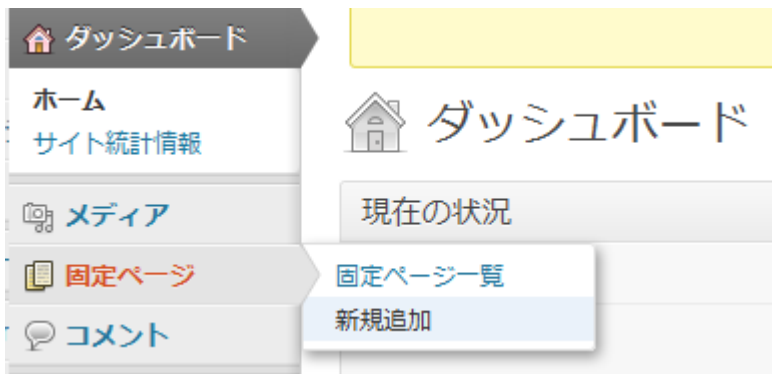 ダッシュボード
ホーム
サイト統計情報
メディア
固定ページ
コメント
ダッシュボード
現在の状況
固定ページ一覧
新規追加